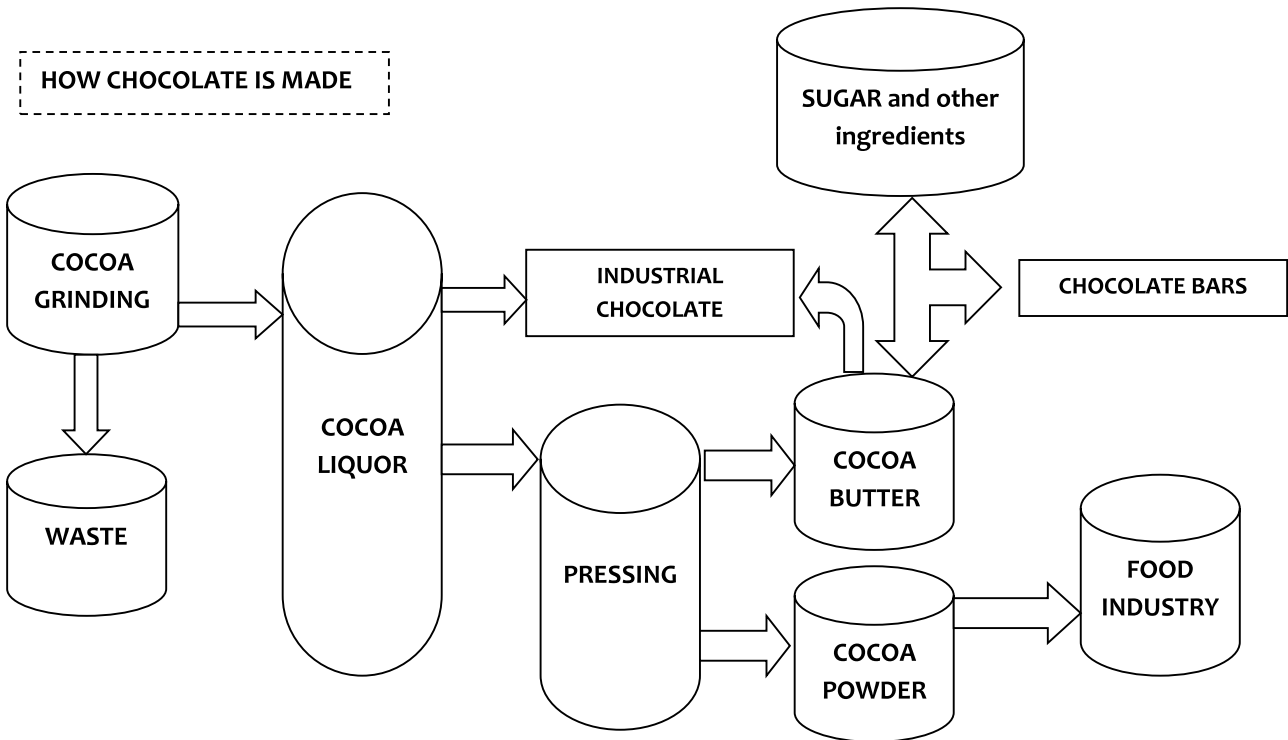 HOW CHOCOLATE IS MADE
SUGAR and other
ingredients
COCOA
GRINDING
INDUSTRIAL
CHOCOLATE
CHOCOLATE BARS
COCOA
LIQUOR
COCOA
BUTTER
WASTE
PRESSING
FOOD
INDUSTRY
COCOA
POWDER